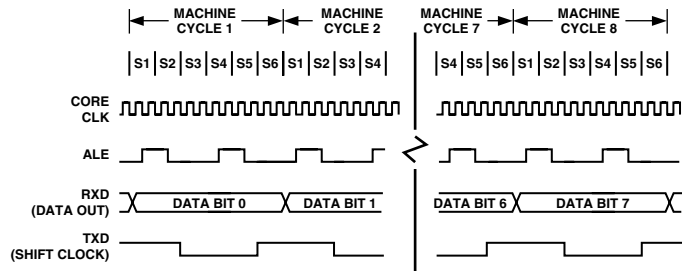 MACHINE CYCLE 1
MACHINE CYCLE 2
MACHINE CYCLE 7
MACHINE CYCLE 8
S1 S2 S3 S4 S5 S6 S1 S2 S3 S4 S4 S5 S6 S1 S2 S3 S4 S5 S6
CORE CLK
ALE
RXD (DATA OUT)
DATA BIT 0 DATA BIT 1 DATA BIT 6 DATA BIT 7
TXD (SHIFT CLOCK)